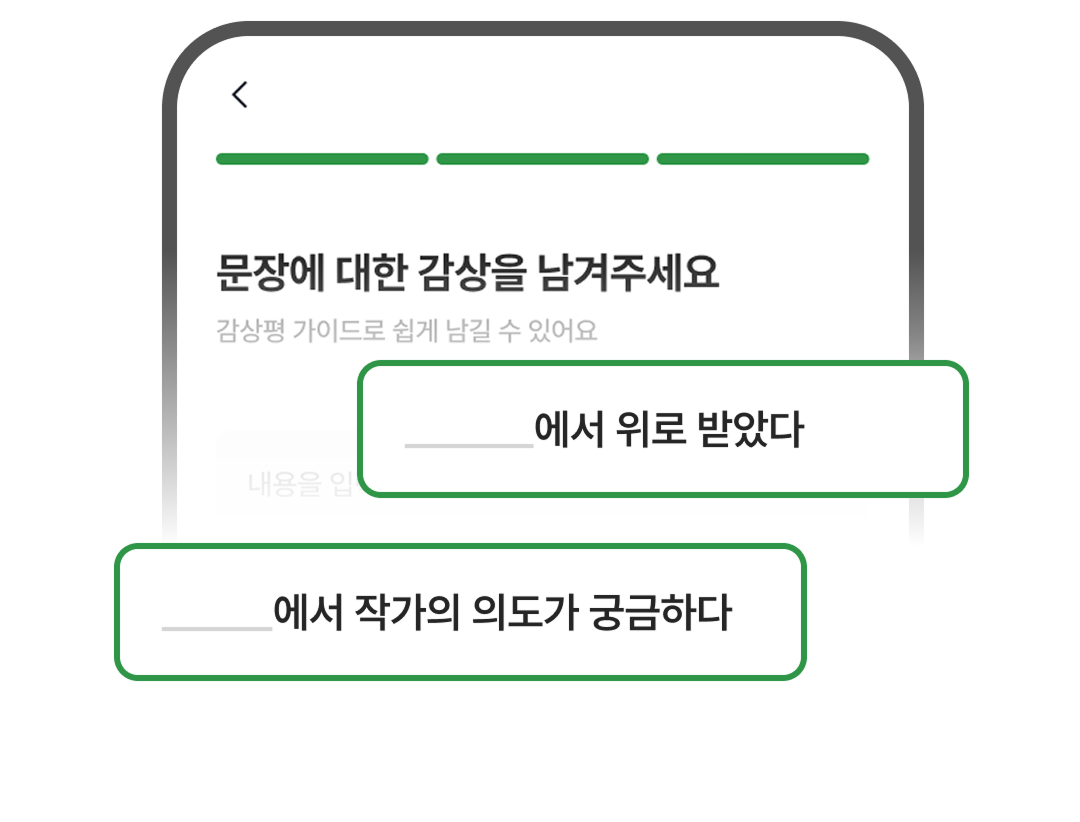 문장에 대한 감상을 남겨주세요
감상평 가이드로 쉽게 남길 수 있어요
______에서 위로 받았다
내용을 입
_____에서 작가의 의도가 궁금하다